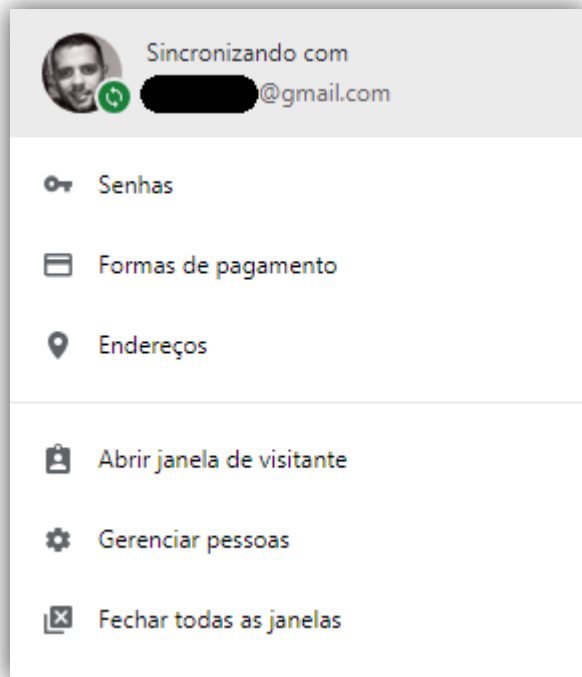 Sincronizando com
@gmail.com
Senhas
Formas de pagamento
Endereços
Abrir janela de visitante
Gerenciar pessoas
Fechar todas as janelas